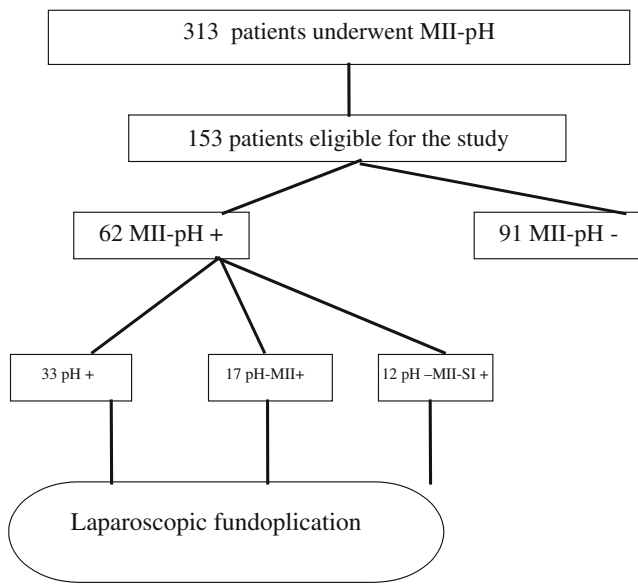 313 patients underwent MII-pH
153 patients eligible for the study
62 MII-pH +
91 MII-pH -
33 pH +
17 pH-MII+
12 pH –MII-SI +
Laparoscopic fundoplication